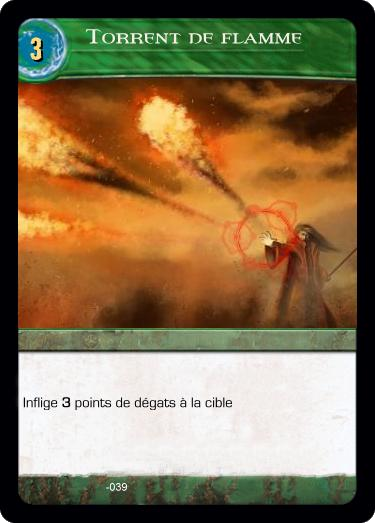 3
Torrent de flamme
Inflige 3 points de dégats à la cible
-039